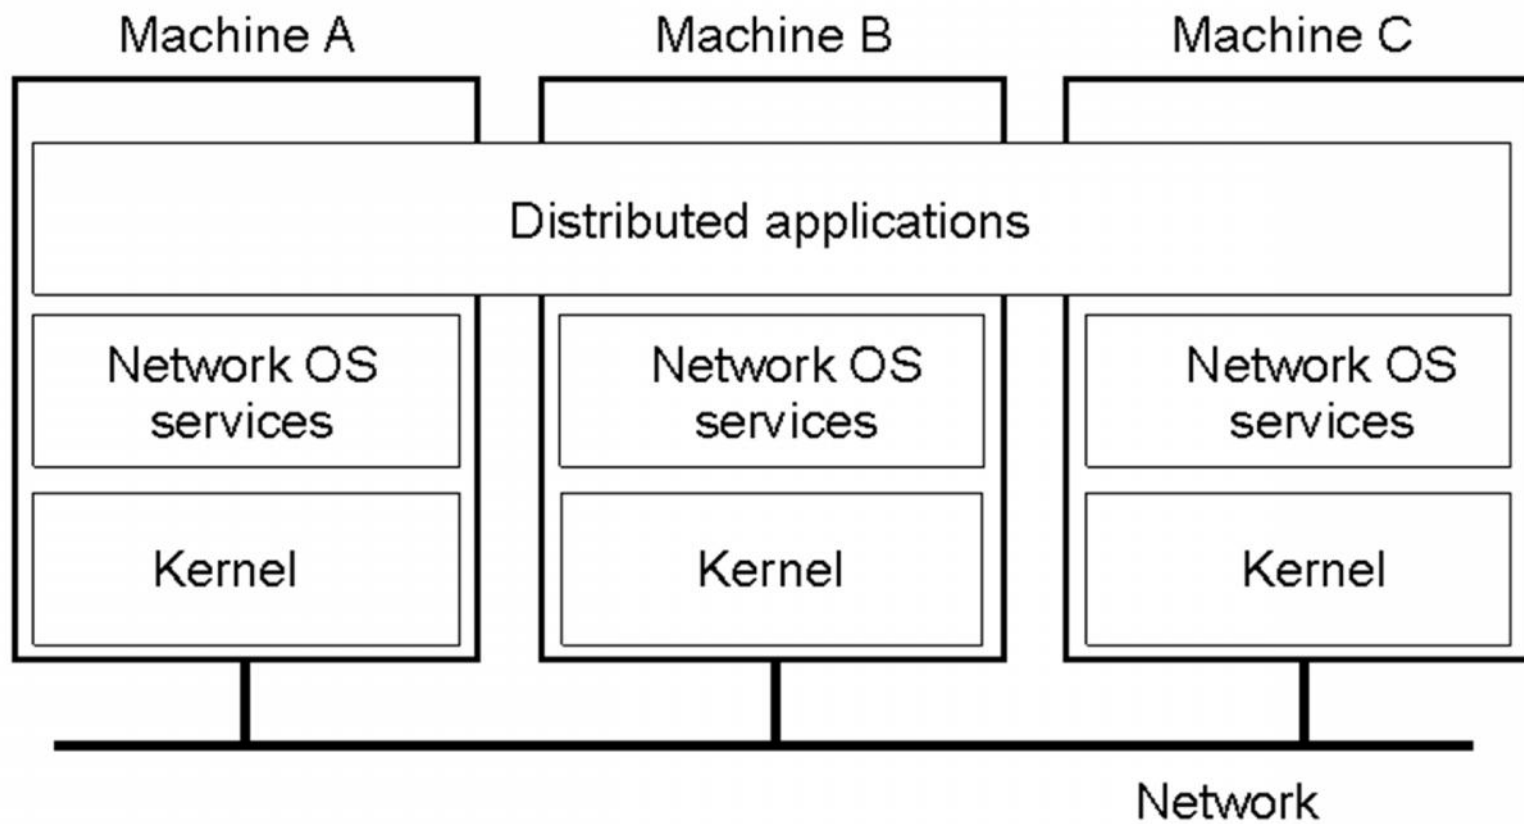 Machine A
Machine B
Machine C
Distributed applications
Network OS
services
Network OS
services
Network OS
services
Kernel
Kernel
Kernel
Network